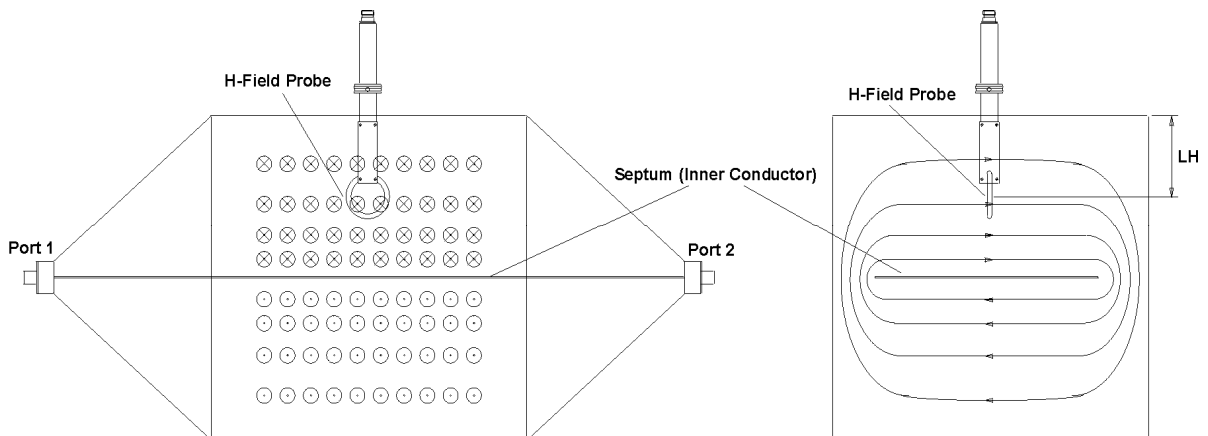 H-Field Probe
H-Field Probe
LH
Septum (Inner Conductor)
Port 1
Port 2